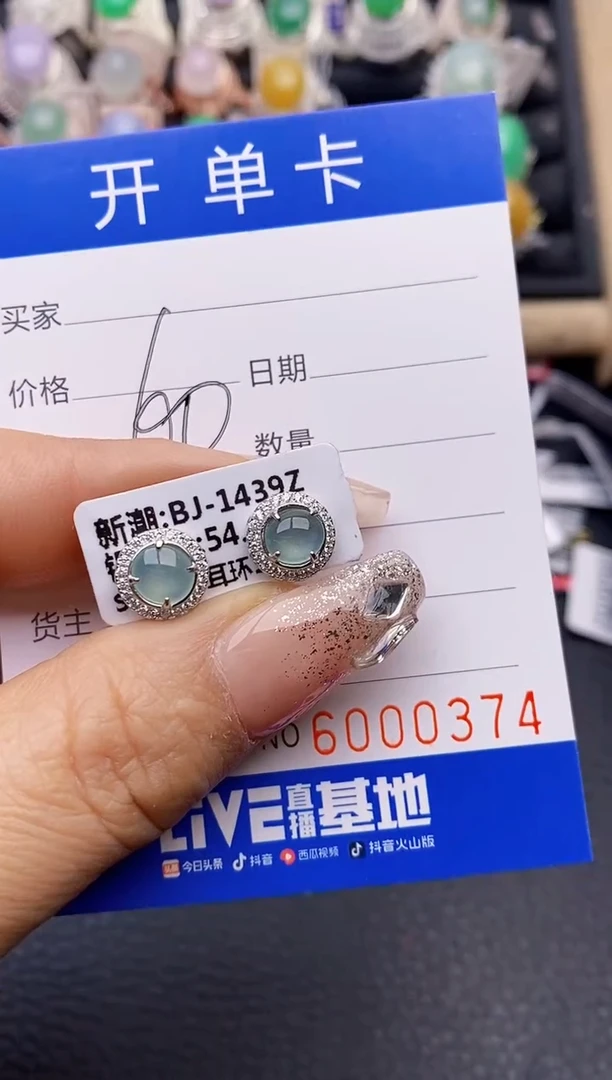 开单卡
买家
价格 60 日期
数量
新潮:BJ-1439Z
:54.
耳环
货主
NO 6000374
LIVE直播基地
今日头条 抖音 西瓜视频 抖音火山版